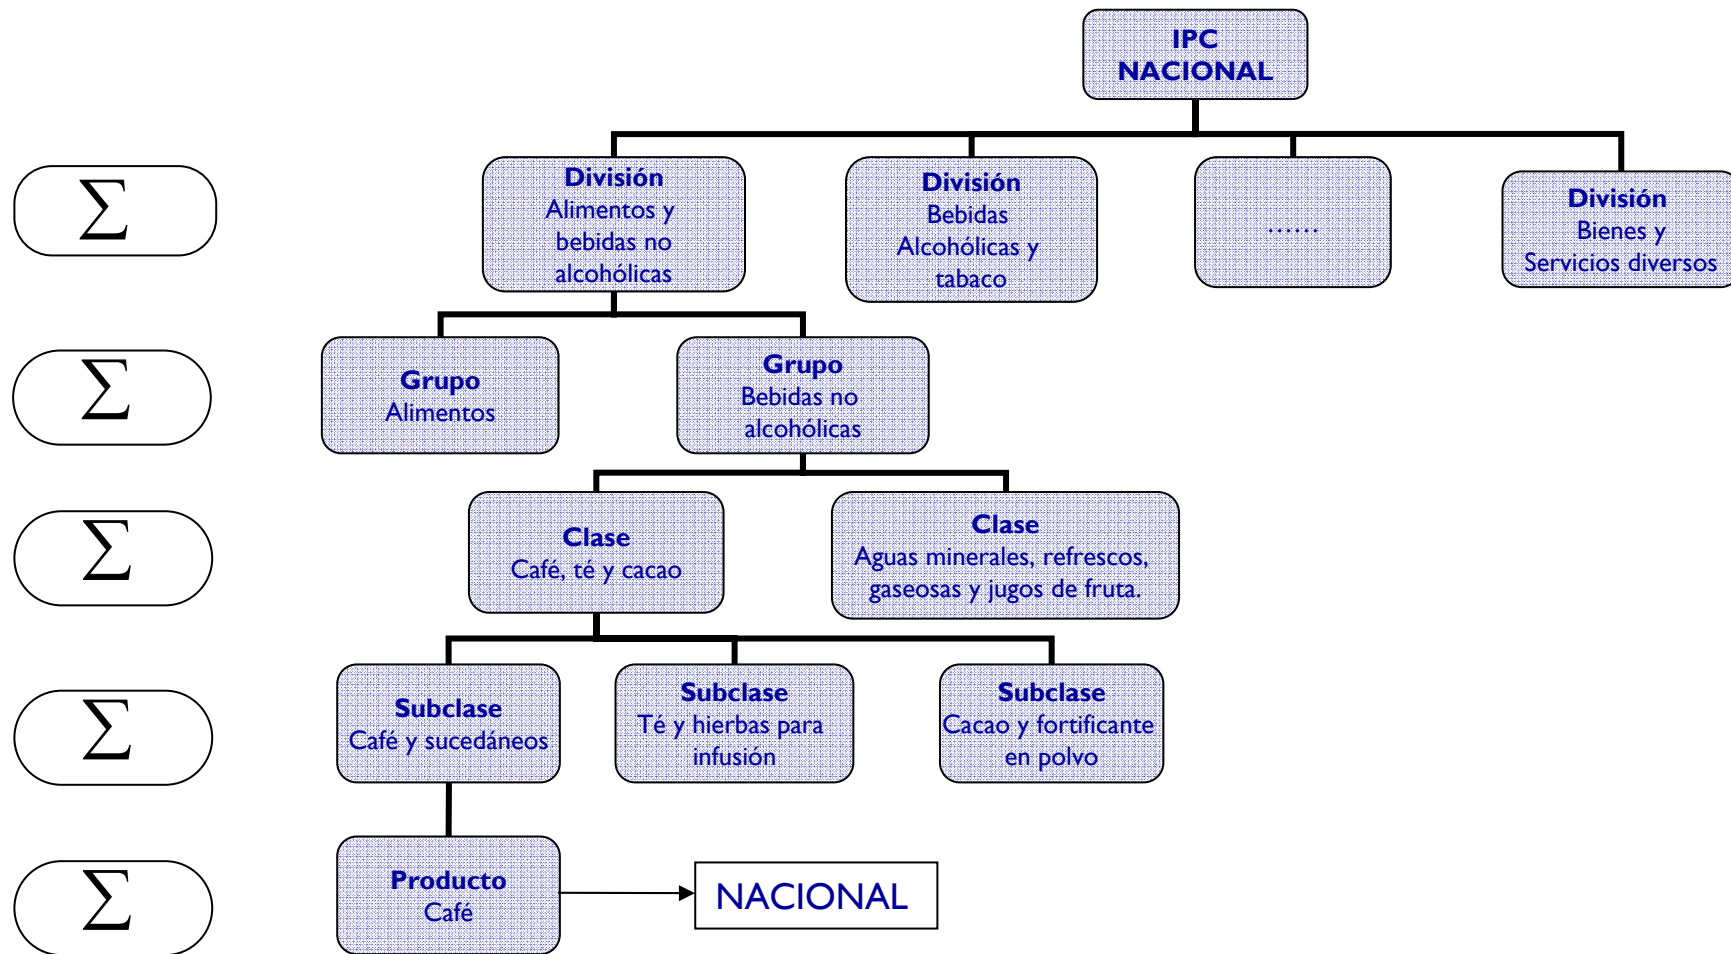 IPC
NACIONAL
∑
División
Alimentos y
bebidas no
alcohólicas
División
Bebidas
Alcohólicas y
tabaco
……
División
Bienes y
Servicios diversos
∑
Grupo
Alimentos
Grupo
Bebidas no
alcohólicas
∑
Clase
Café, té y cacao
Clase
Aguas minerales, refrescos,
gaseosas y jugos de fruta.
∑
Subclase
Café y sucedáneos
Subclase
Té y hierbas para
infusión
Subclase
Cacao y fortificante
en polvo
∑
Producto
Café
NACIONAL